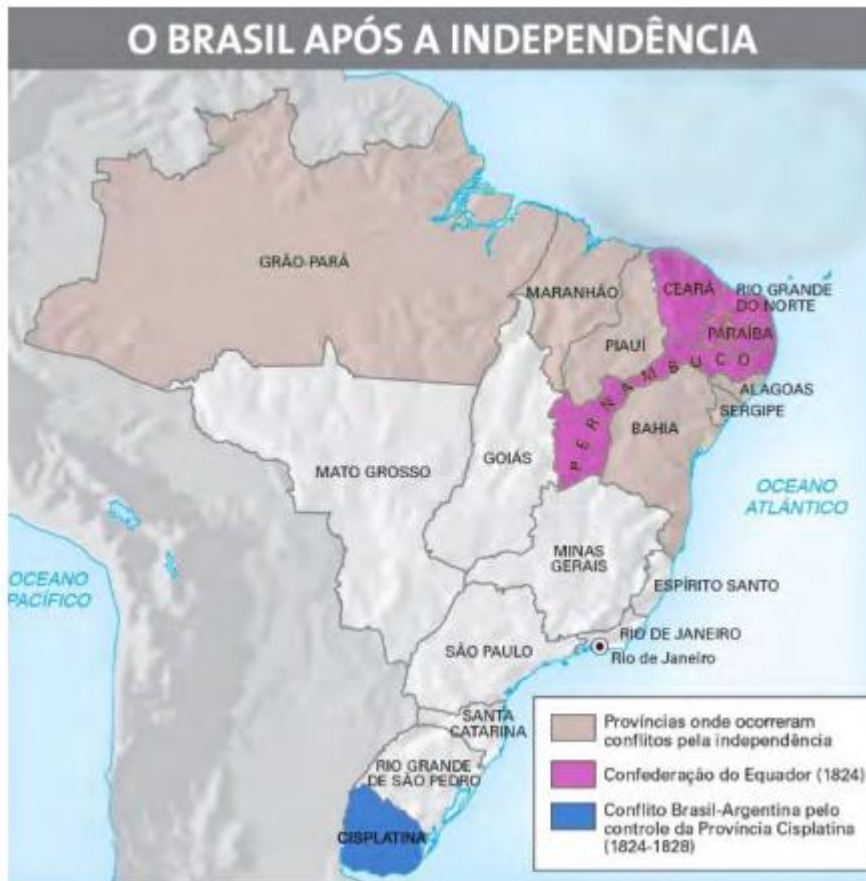 O BRASIL APÓS A INDEPENDÊNCIA
GRÃO-PARÁ
MARANHÃO
CEARÁ
RIO GRANDE
DO NORTE
PARAÍBA
PIAUÍ
PERNAMBUCO
ALAGOAS
SERGIPE
BAHIA
MATO GROSSO
GOIÁS
OCEANO
ATLÂNTICO
MINAS
GERAIS
OCEANO
PACÍFICO
ESPÍRITO SANTO
RIO DE JANEIRO
Rio de Janeiro
SÃO PAULO
SANTA
CATARINA
RIO GRANDE
DE SÃO PEDRO
CISPLATINA
Províncias onde ocorreram
conflitos pela independência
Confederação do Equador (1824)
Conflito Brasil-Argentina pelo
controle da Província Cisplatina
(1824-1828)